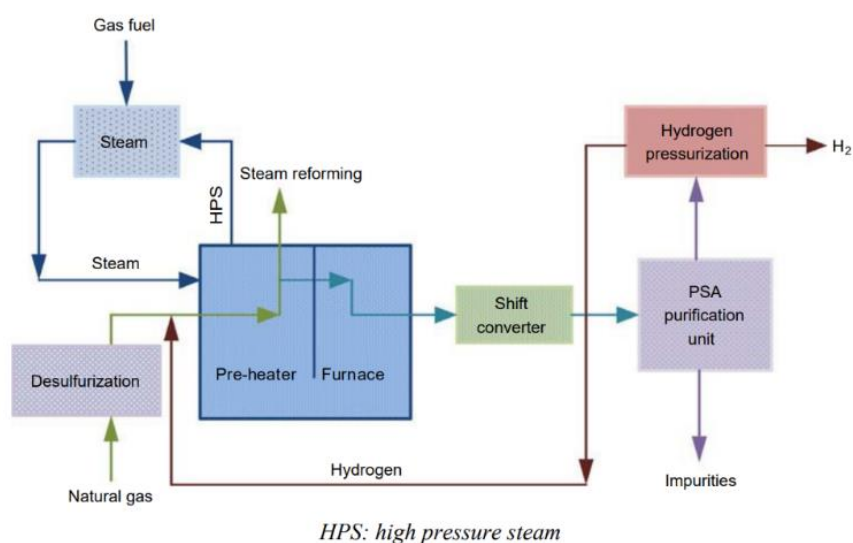 Gas fuel
Steam
HPS
Steam reforming
Steam
Hydrogen
pressurization
H₂
Desulfurization
Pre-heater
Furnace
Shift
converter
PSA
purification
unit
Natural gas
Hydrogen
Impurities
HPS: high pressure steam